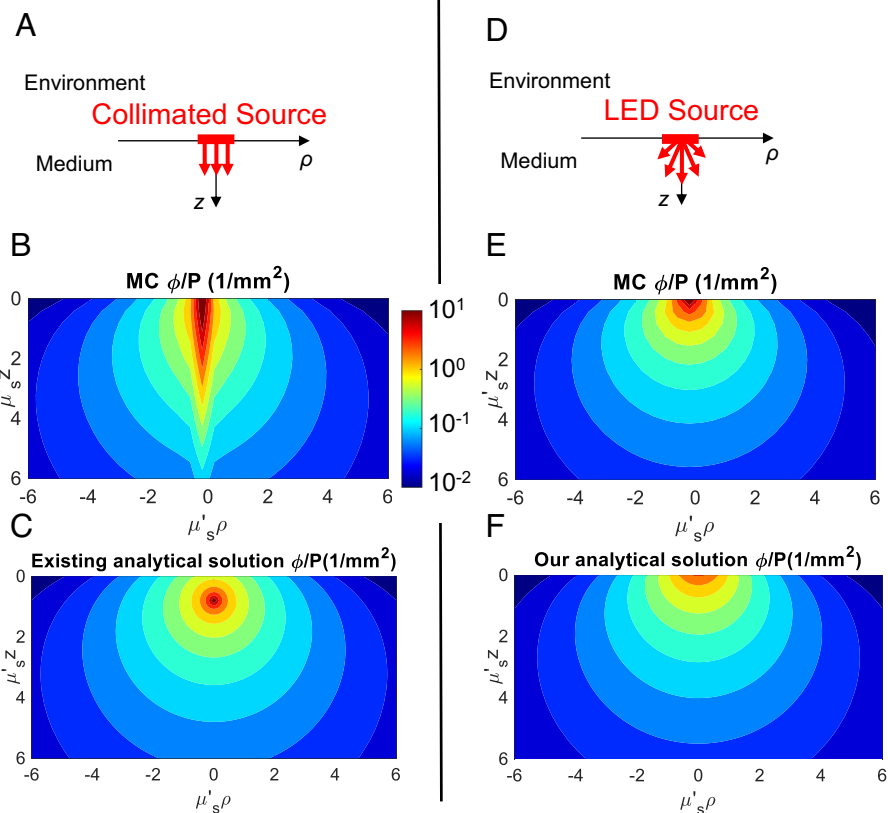 A
Environment
Collimated Source
Medium
ρ
z
B
MC ϕ/P (1/mm²)
0
2
4
6
μ's z
-6 -4 -2 0 2 4 6
μ'sρ
10¹
10⁰
10⁻¹
10⁻²
C
Existing analytical solution ϕ/P(1/mm²)
0
2
4
6
μ's z
-6 -4 -2 0 2 4 6
μ'sρ
D
Environment
LED Source
Medium
ρ
z
E
MC ϕ/P (1/mm²)
0
2
4
6
μ's z
-6 -4 -2 0 2 4 6
μ'sρ
F
Our analytical solution ϕ/P(1/mm²)
0
2
4
6
μ's z
-6 -4 -2 0 2 4 6
μ'sρ